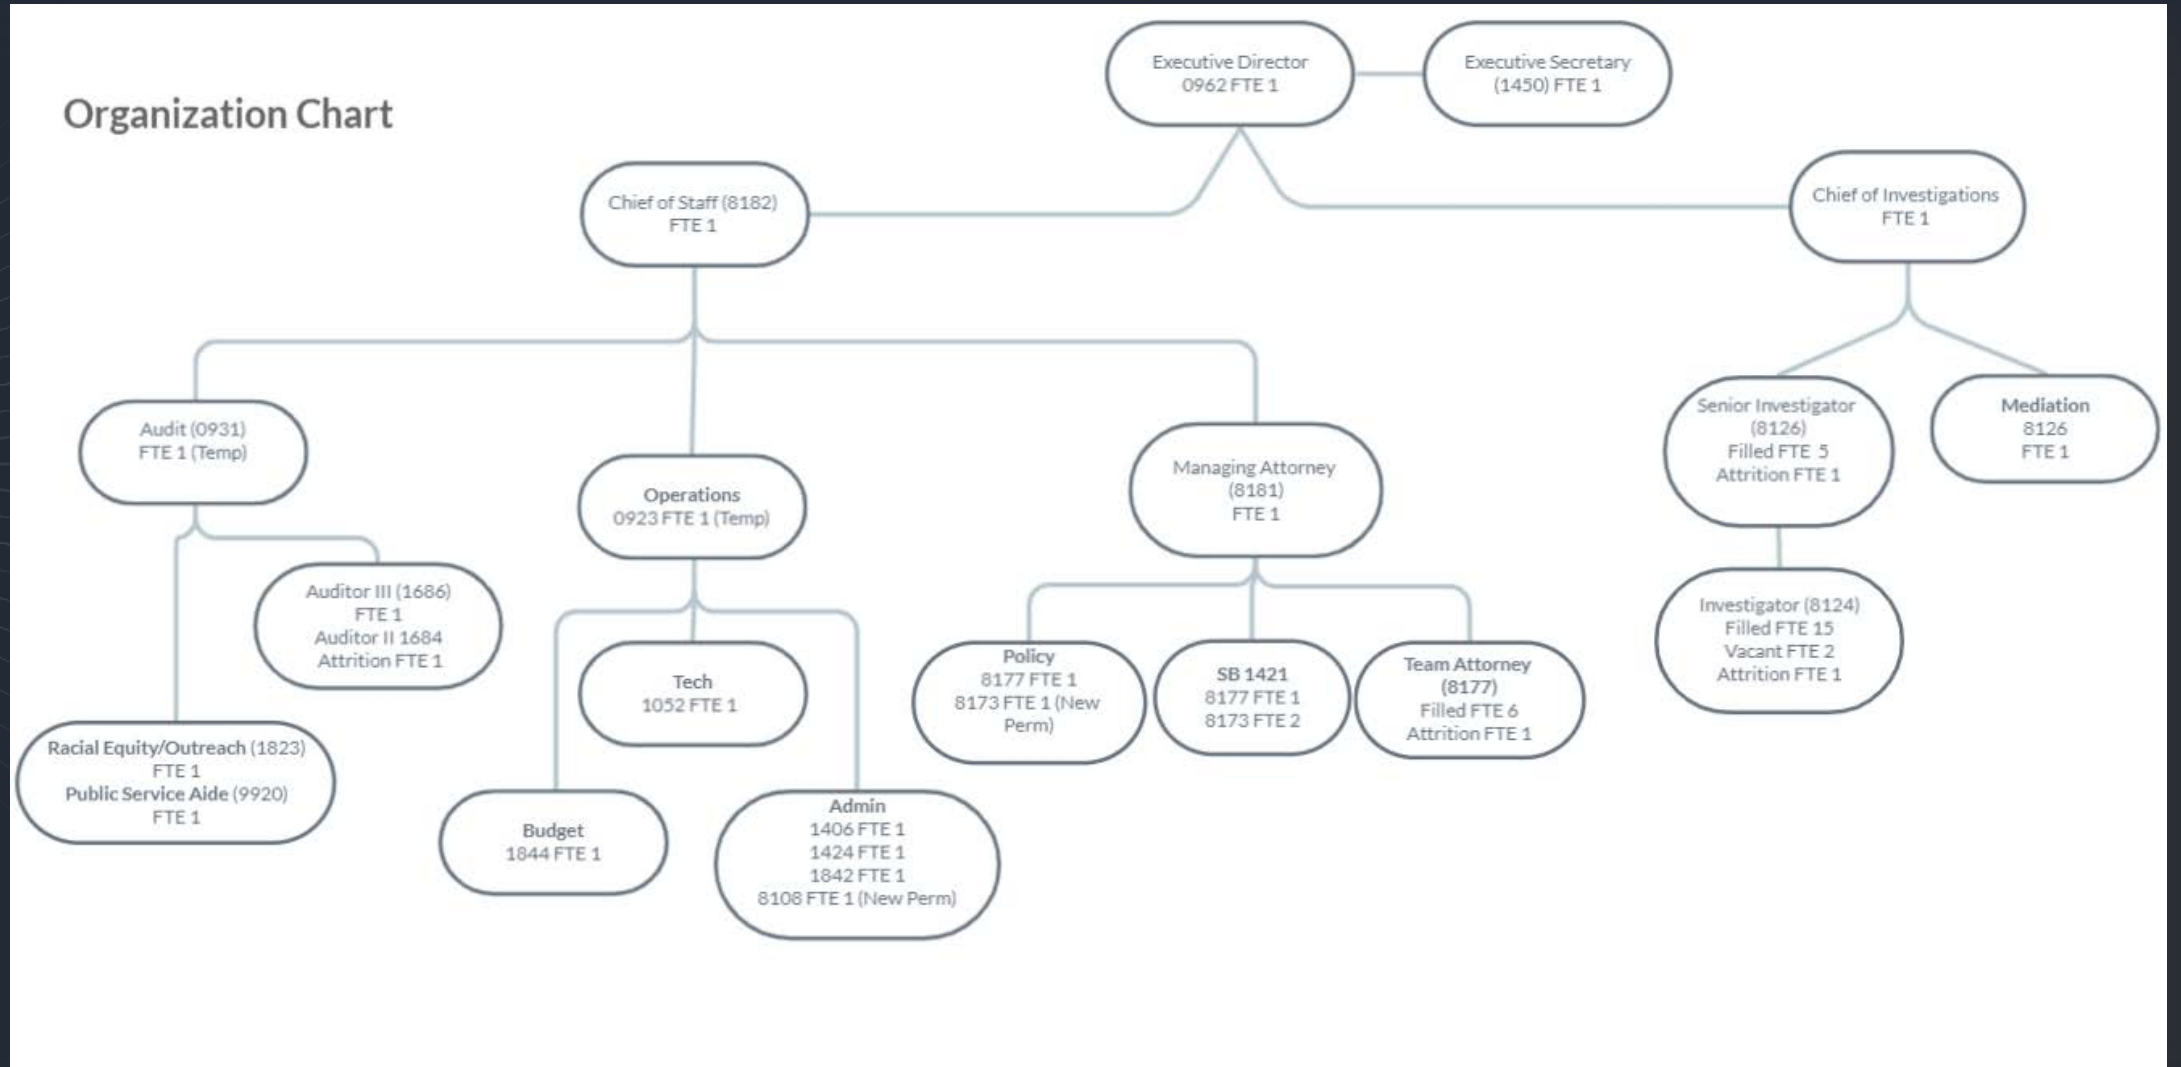 Organization Chart
Executive Director
0962 FTE 1
Executive Secretary
(1450) FTE 1
Chief of Staff (8182)
FTE 1
Chief of Investigations
FTE 1
Audit (0931)
FTE 1 (Temp)
Operations
0923 FTE 1 (Temp)
Managing Attorney
(8181)
FTE 1
Senior Investigator
(8126)
Filled FTE 5
Attrition FTE 1
Mediation
8126
FTE 1
Auditor III (1686)
FTE 1
Auditor II 1684
Attrition FTE 1
Racial Equity/Outreach (1823)
FTE 1
Public Service Aide (9920)
FTE 1
Tech
1052 FTE 1
Budget
1844 FTE 1
Admin
1406 FTE 1
1424 FTE 1
1842 FTE 1
8108 FTE 1 (New Perm)
Policy
8177 FTE 1
8173 FTE 1 (New
Perm)
SB 1421
8177 FTE 1
8173 FTE 2
Team Attorney
(8177)
Filled FTE 6
Attrition FTE 1
Investigator (8124)
Filled FTE 15
Vacant FTE 2
Attrition FTE 1